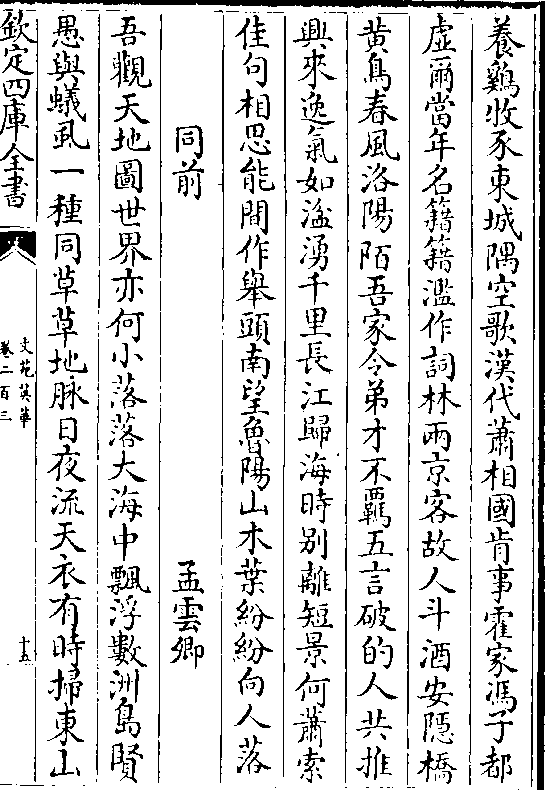 養雞牧豕東城隅空歌漢代蕭相國肯事霍家馮子都
虛爾當年名籍籍濫作詞林兩京客故人斗酒安隱橋
黄鳥春風洛陽陌吾家令弟才不覊五言破的人共推
興來逸氣如濤湧千里長江歸海時别離短景何蕭索
佳句相思能間作舉頭南望魯陽山木葉紛紛向人落
同前 孟雲卿
吾觀天地圖世界亦何小落落大海中飄浮數洲島賢
愚與蟻虱一種同草草地脉日夜流天衣有時掃東山
欽定四庫全書
文苑英華
卷二百三
十五